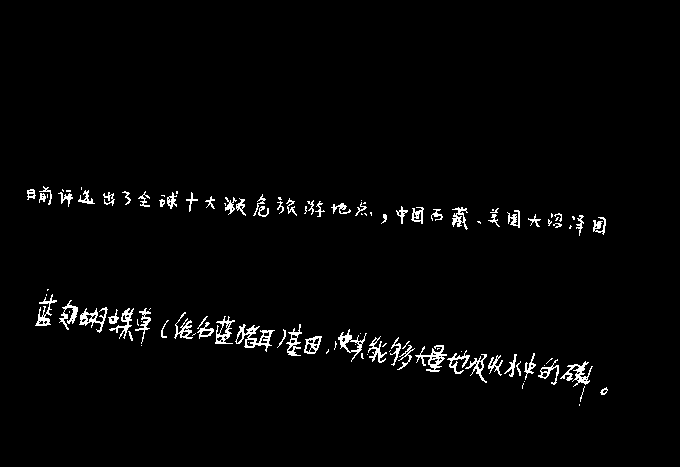 日前评选出了全球十大濒危旅游地点，中国西藏、美国大沼泽国
蓝翅蝴蝶草（俗名蓝猪耳）基因，使其能够大量地吸收水中的磷。